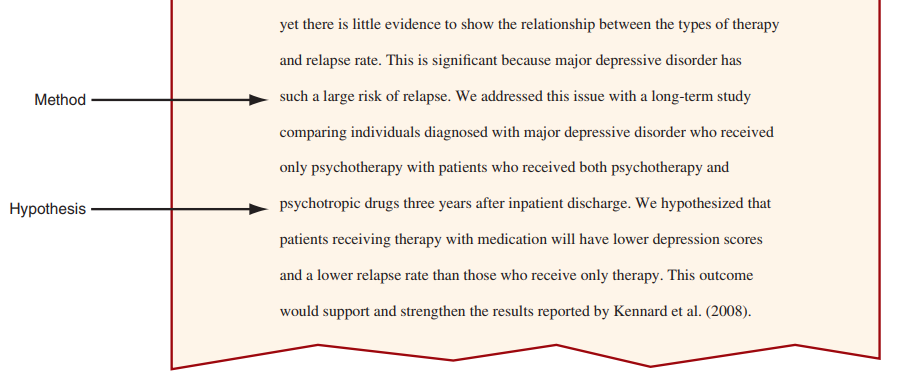 yet there is little evidence to show the relationship between the types of therapy
and relapse rate. This is significant because major depressive disorder has
Method
such a large risk of relapse. We addressed this issue with a long-term study
comparing individuals diagnosed with major depressive disorder who received
only psychotherapy with patients who received both psychotherapy and
Hypothesis
psychotropic drugs three years after inpatient discharge. We hypothesized that
patients receiving therapy with medication will have lower depression scores
and a lower relapse rate than those who receive only therapy. This outcome
would support and strengthen the results reported by Kennard et al. (2008).